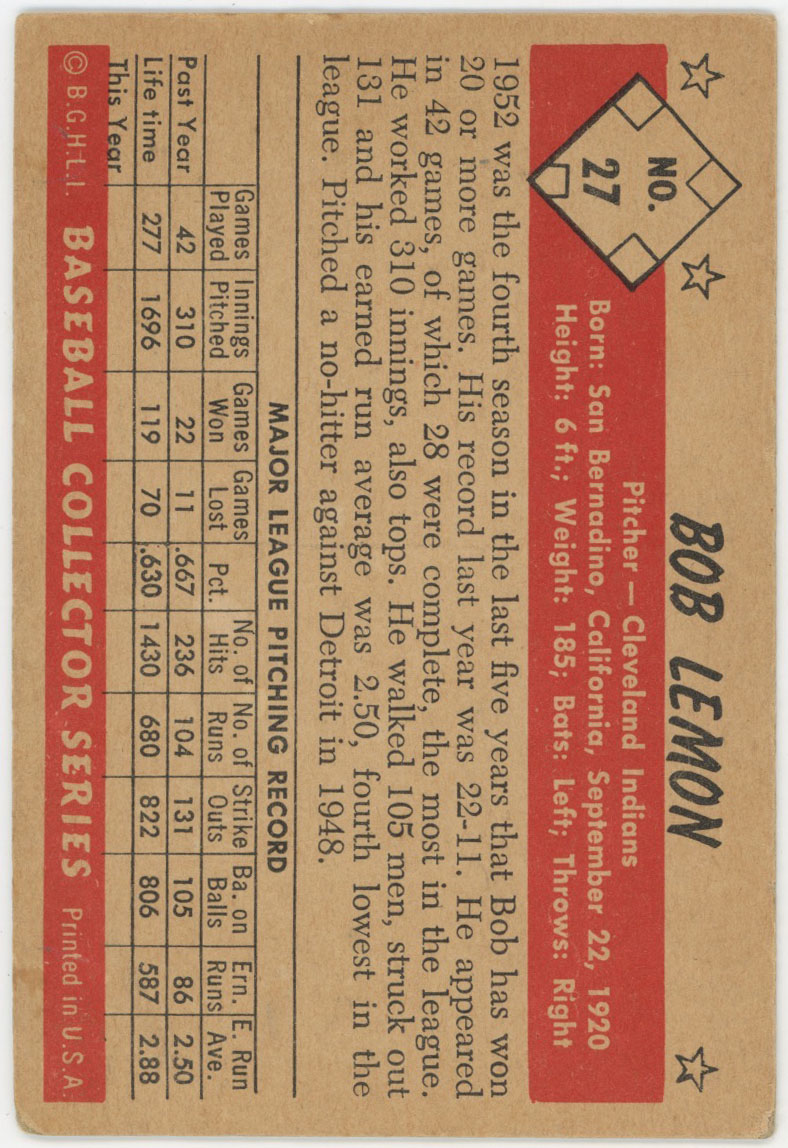 BOB LEMON
NO.
27
Pitcher — Cleveland Indians
Born: San Bernadino, California, September 22, 1920
Height: 6 ft.; Weight: 185; Bats: Left; Throws: Right
1952 was the fourth season in the last five years that Bob has won
20 or more games. His record last year was 22-11. He appeared
in 42 games, of which 28 were complete, the most in the league.
He worked 310 innings, also tops. He walked 105 men, struck out
131 and his earned run average was 2.50, fourth lowest in the
league. Pitched a no-hitter against Detroit in 1948.
MAJOR LEAGUE PITCHING RECORD
Games Innings Games Games No. of No. of Strike Ba. on Ern. E. Run
Played Pitched Won Lost Pct. Hits Runs Outs Balls Runs Ave.
Past Year 42 310 22 11 .667 236 104 131 105 86 2.50
Life time 277 1696 119 70 .630 1430 680 822 806 587 2.88
This Year
© B.G.H.L.I. BASEBALL COLLECTOR SERIES Printed in U.S.A.